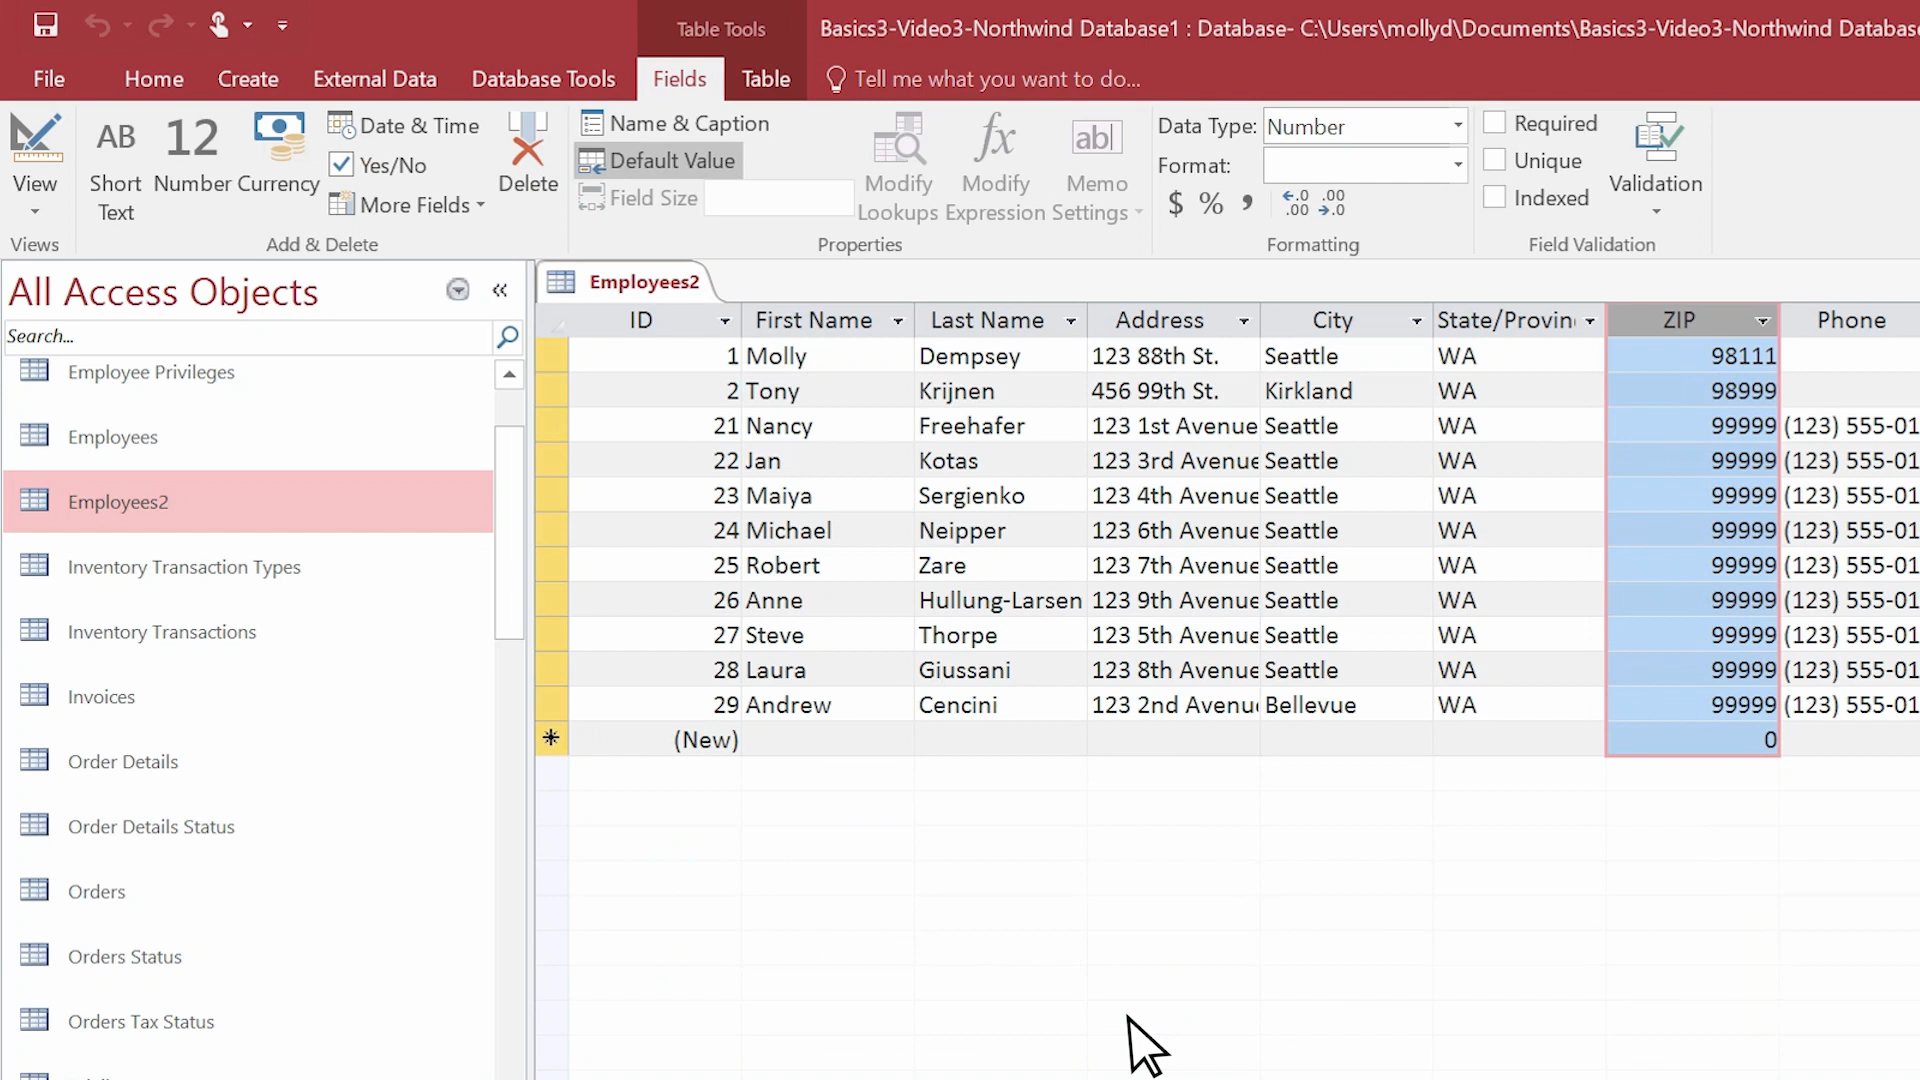 Table Tools
Basics3-Video3-Northwind Database1 : Database- C:\Users\mollyd\Documents\Basics3-Video3-Northwind Database
File Home Create External Data Database Tools Fields Table Tell me what you want to do...
View
Views
AB
Short
Text
12
Number
Currency
Date & Time
Yes/No
More Fields
Delete
Add & Delete
Name & Caption
Default Value
Field Size
Modify
Lookups
fx
Modify
Expression
ab|
Memo
Settings
Properties
Data Type: Number
Format:
$ % , ←.0 .00 .00 →.0
Formatting
Required
Unique
Indexed
Validation
Field Validation
All Access Objects
Search...
Employee Privileges
Employees
Employees2
Inventory Transaction Types
Inventory Transactions
Invoices
Order Details
Order Details Status
Orders
Orders Status
Orders Tax Status
Employees2
ID First Name Last Name Address City State/Provin ZIP Phone
1 Molly Dempsey 123 88th St. Seattle WA 98111
2 Tony Krijnen 456 99th St. Kirkland WA 98999
21 Nancy Freehafer 123 1st Avenue Seattle WA 99999 (123) 555-01
22 Jan Kotas 123 3rd Avenue Seattle WA 99999 (123) 555-01
23 Maiya Sergienko 123 4th Avenue Seattle WA 99999 (123) 555-01
24 Michael Neipper 123 6th Avenue Seattle WA 99999 (123) 555-01
25 Robert Zare 123 7th Avenue Seattle WA 99999 (123) 555-01
26 Anne Hullung-Larsen 123 9th Avenue Seattle WA 99999 (123) 555-01
27 Steve Thorpe 123 5th Avenue Seattle WA 99999 (123) 555-01
28 Laura Giussani 123 8th Avenue Seattle WA 99999 (123) 555-01
29 Andrew Cencini 123 2nd Avenu Bellevue WA 99999 (123) 555-01
(New) 0